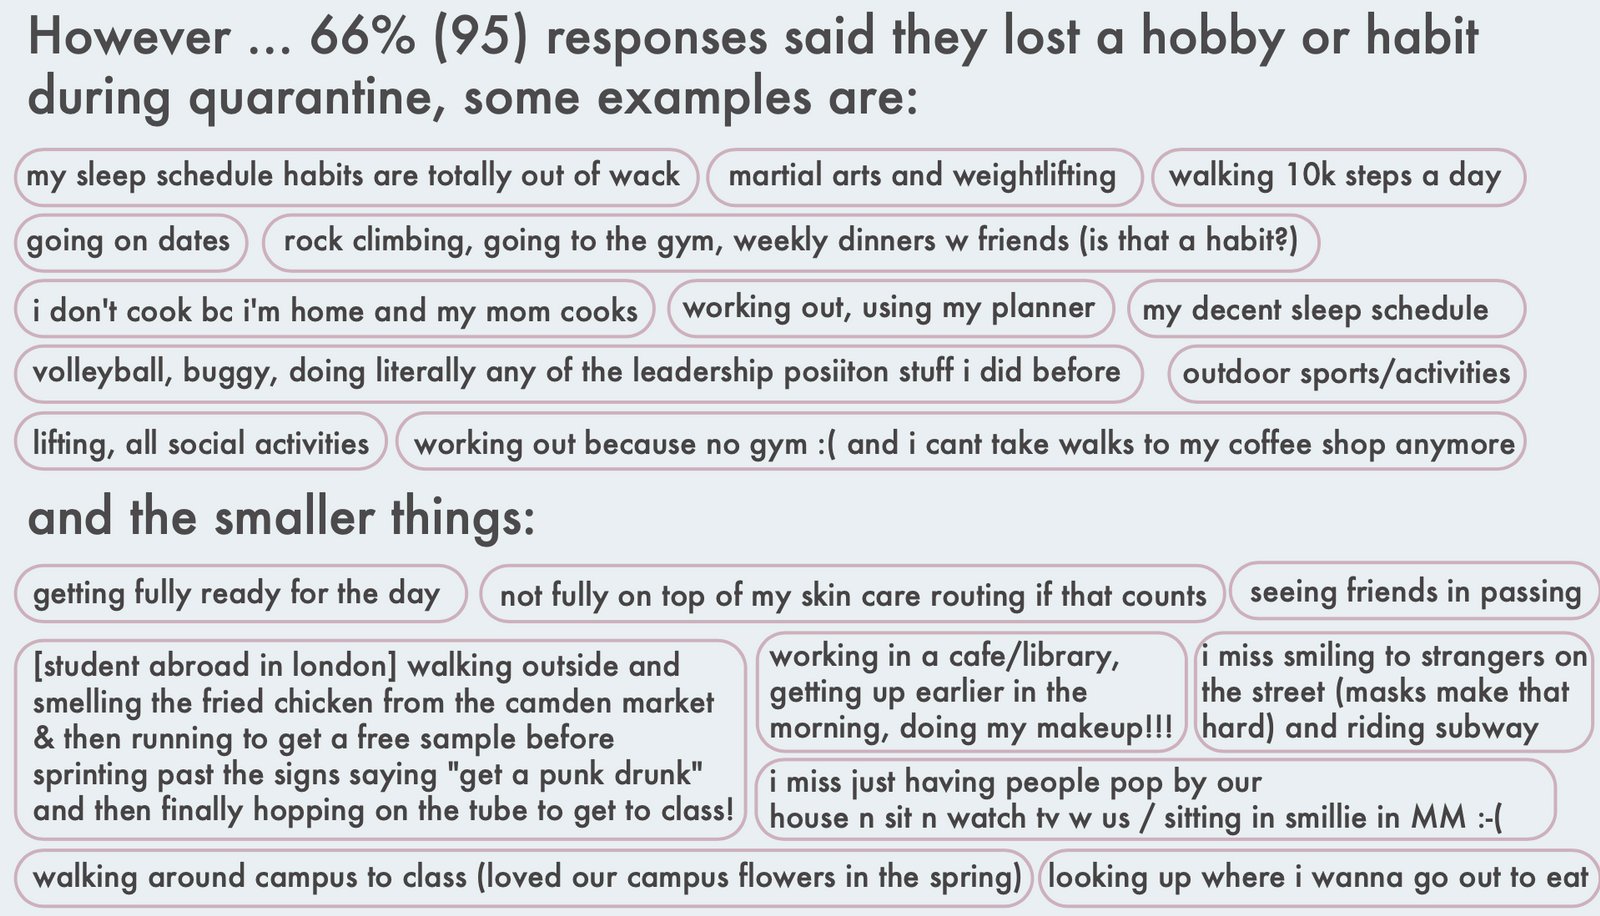 However ... 66% (95) responses said they lost a hobby or habit
during quarantine, some examples are:
my sleep schedule habits are totally out of wack
martial arts and weightlifting
walking 10k steps a day
going on dates
rock climbing, going to the gym, weekly dinners w friends (is that a habit?)
i don't cook bc i'm home and my mom cooks
working out, using my planner
my decent sleep schedule
volleyball, buggy, doing literally any of the leadership posiiton stuff i did before
outdoor sports/activities
lifting, all social activities
working out because no gym :( and i cant take walks to my coffee shop anymore
and the smaller things:
getting fully ready for the day
not fully on top of my skin care routing if that counts
seeing friends in passing
[student abroad in london] walking outside and
smelling the fried chicken from the camden market
& then running to get a free sample before
sprinting past the signs saying "get a punk drunk"
and then finally hopping on the tube to get to class!
working in a cafe/library,
getting up earlier in the
morning, doing my makeup!!!
i miss smiling to strangers on
the street (masks make that
hard) and riding subway
i miss just having people pop by our
house n sit n watch tv w us / sitting in smillie in MM :-(
walking around campus to class (loved our campus flowers in the spring)
looking up where i wanna go out to eat